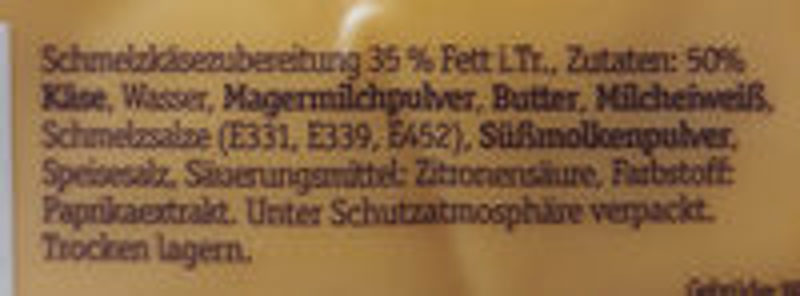 Schmelzkäsezubereitung 35 % Fett i.Tr., Zutaten: 50%
Käse, Wasser, Magermilchpulver, Butter, Milcheiweiß,
Schmelzsalze (E331, E339, E452), Süßmolkenpulver,
Speisesalz, Säuerungsmittel: Zitronensäure, Farbstoff:
Paprikaextrakt. Unter Schutzatmosphäre verpackt.
Trocken lagern.
Gebrüder